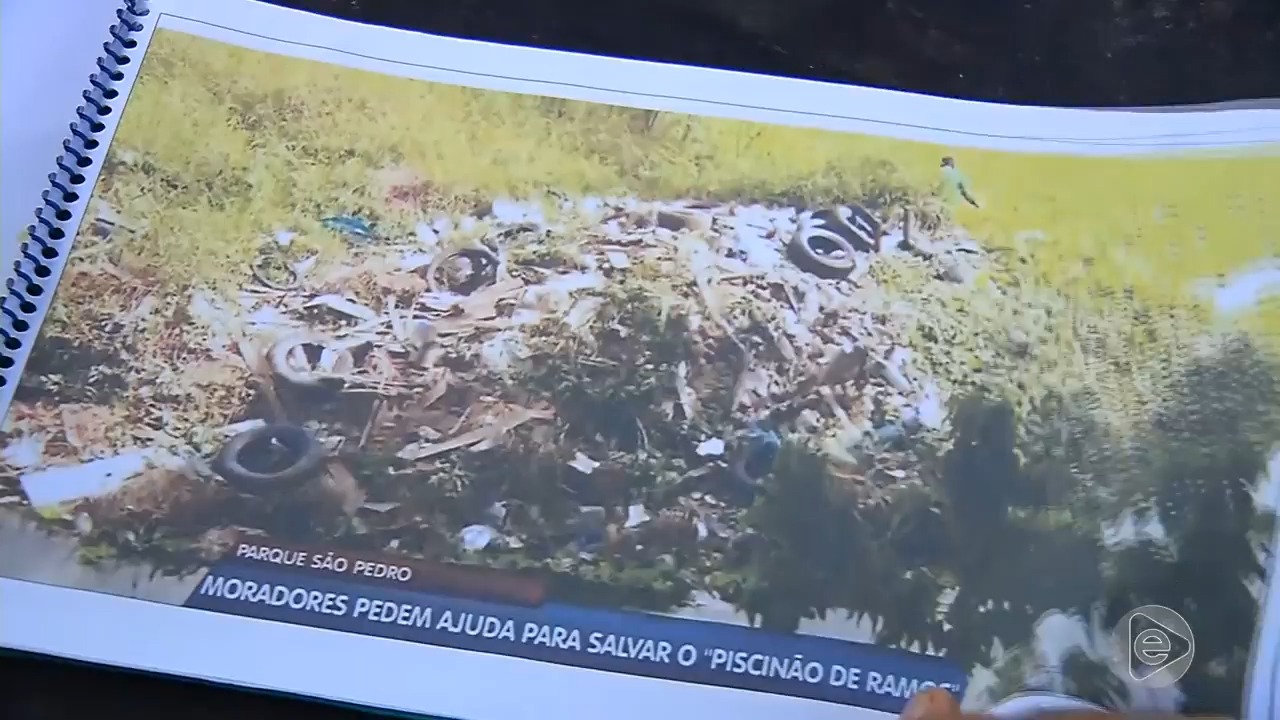 PARQUE SÃO PEDRO
MORADORES PEDEM AJUDA PARA SALVAR O "PISCINÃO DE RAMOS"
e